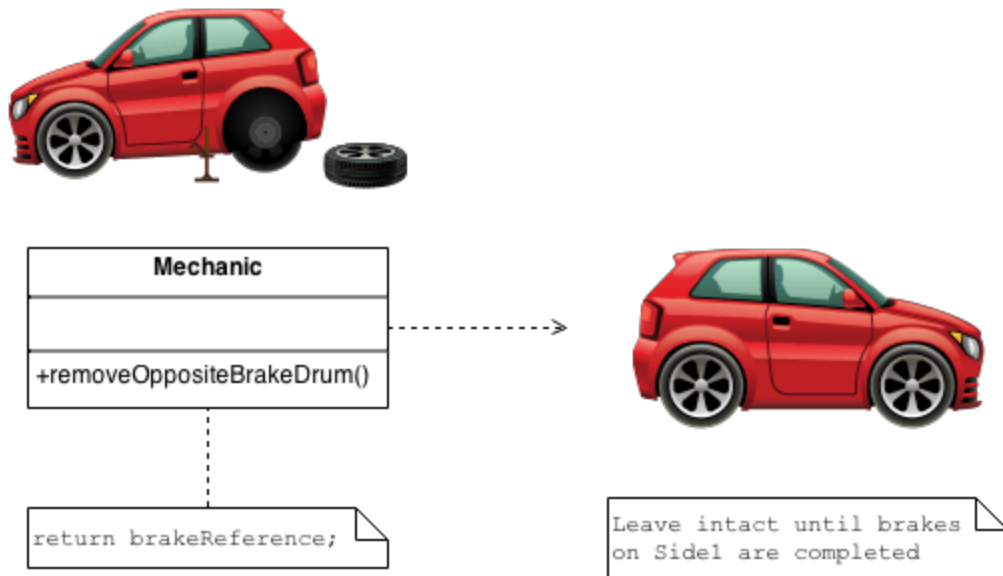 Mechanic
+removeOppositeBrakeDrum()
return brakeReference;
Leave intact until brakes
on Side1 are completed